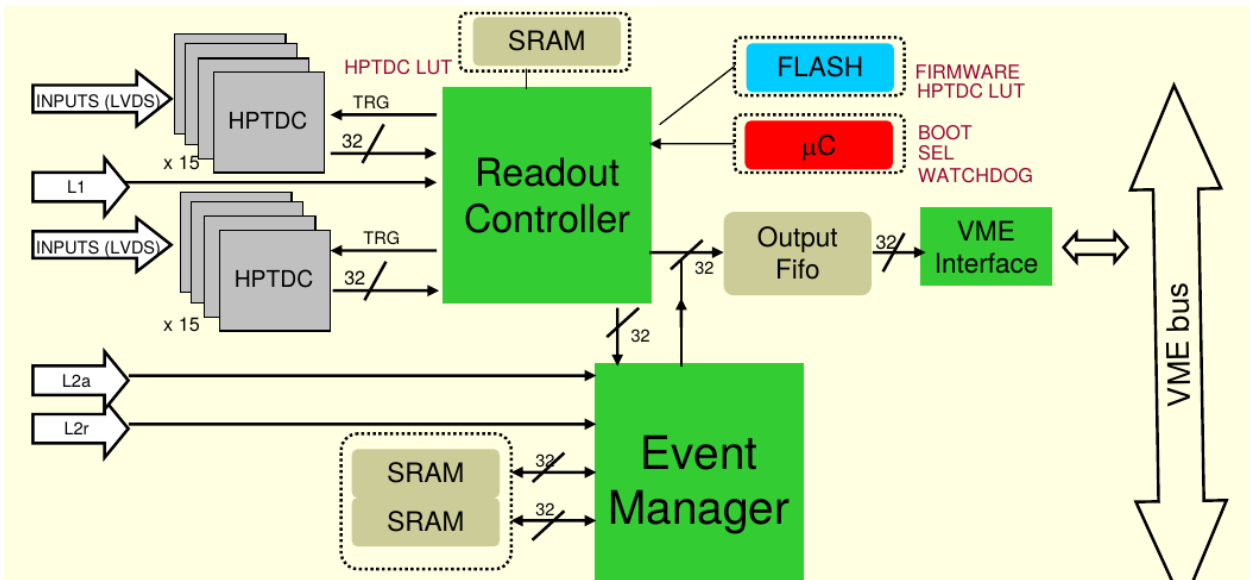 SRAM
HPTDC LUT
INPUTS (LVDS)
HPTDC
x 15
TRG
32
L1
INPUTS (LVDS)
HPTDC
x 15
TRG
32
Readout
Controller
FLASH
FIRMWARE
HPTDC LUT
μC
BOOT
SEL
WATCHDOG
32
Output
Fifo
32
VME
Interface
VME bus
32
L2a
L2r
SRAM
SRAM
32
32
Event
Manager